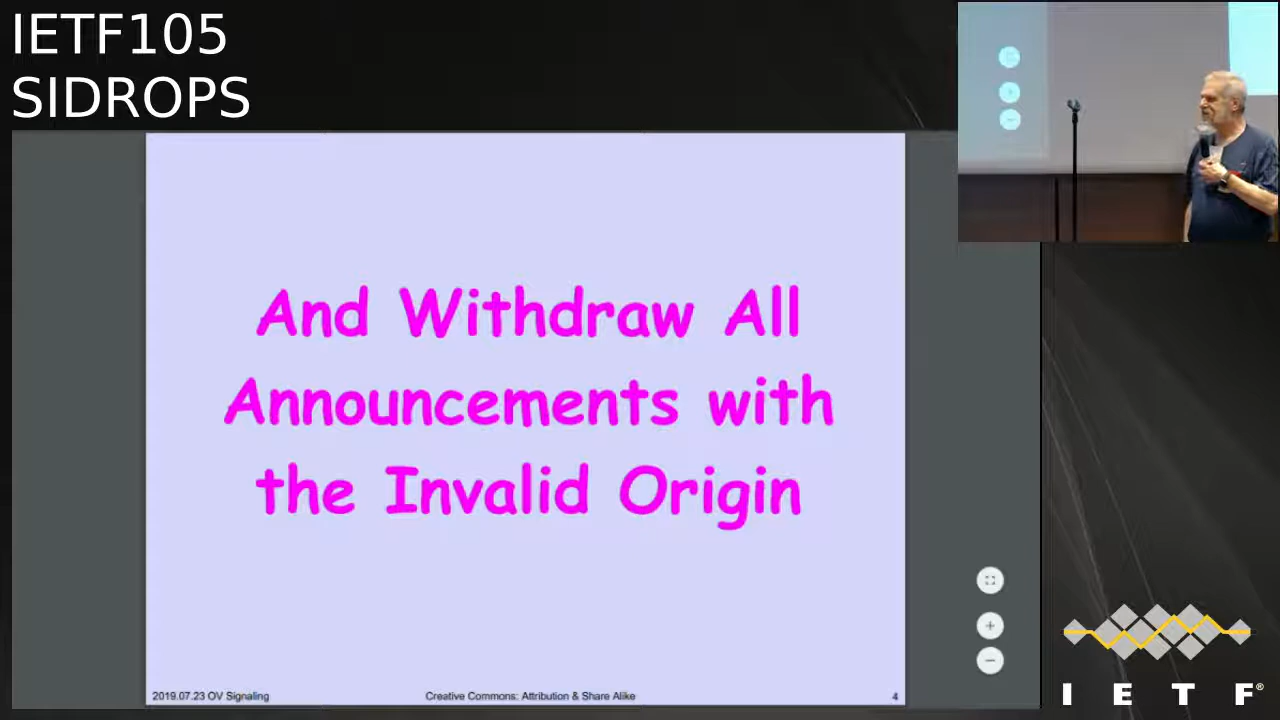 IETF105
SIDROPS
And Withdraw All
Announcements with
the Invalid Origin
2019.07.23 OV Signaling
Creative Commons: Attribution & Share Alike
4
I E T F®